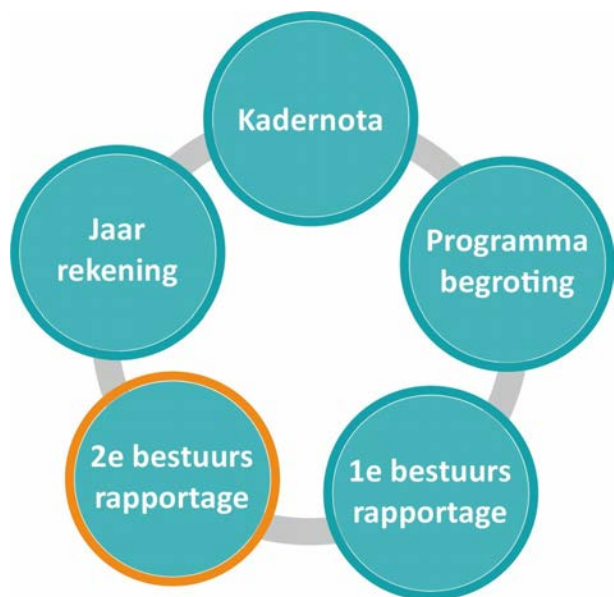 Kadernota
Programma
begroting
1e bestuurs
rapportage
2e bestuurs
rapportage
Jaar
rekening